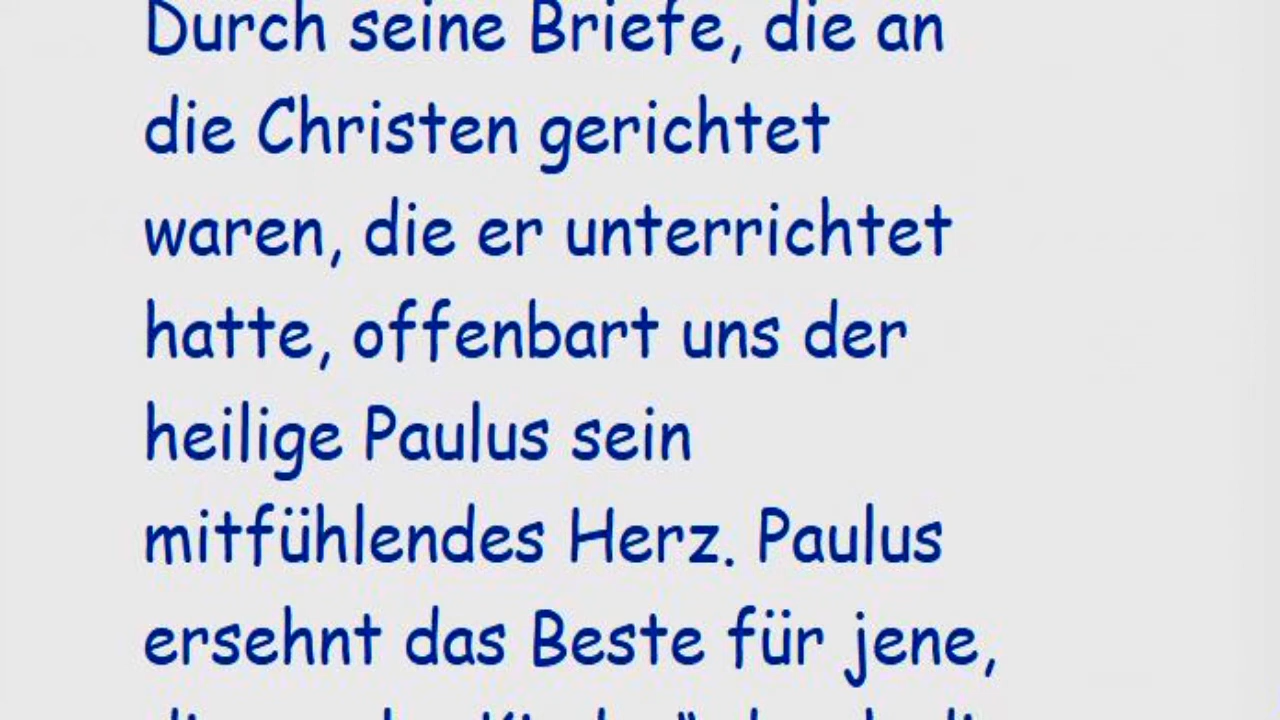 Durch seine Briefe, die an
die Christen gerichtet
waren, die er unterrichtet
hatte, offenbart uns der
heilige Paulus sein
mitfühlendes Herz. Paulus
ersehnt das Beste für jene,